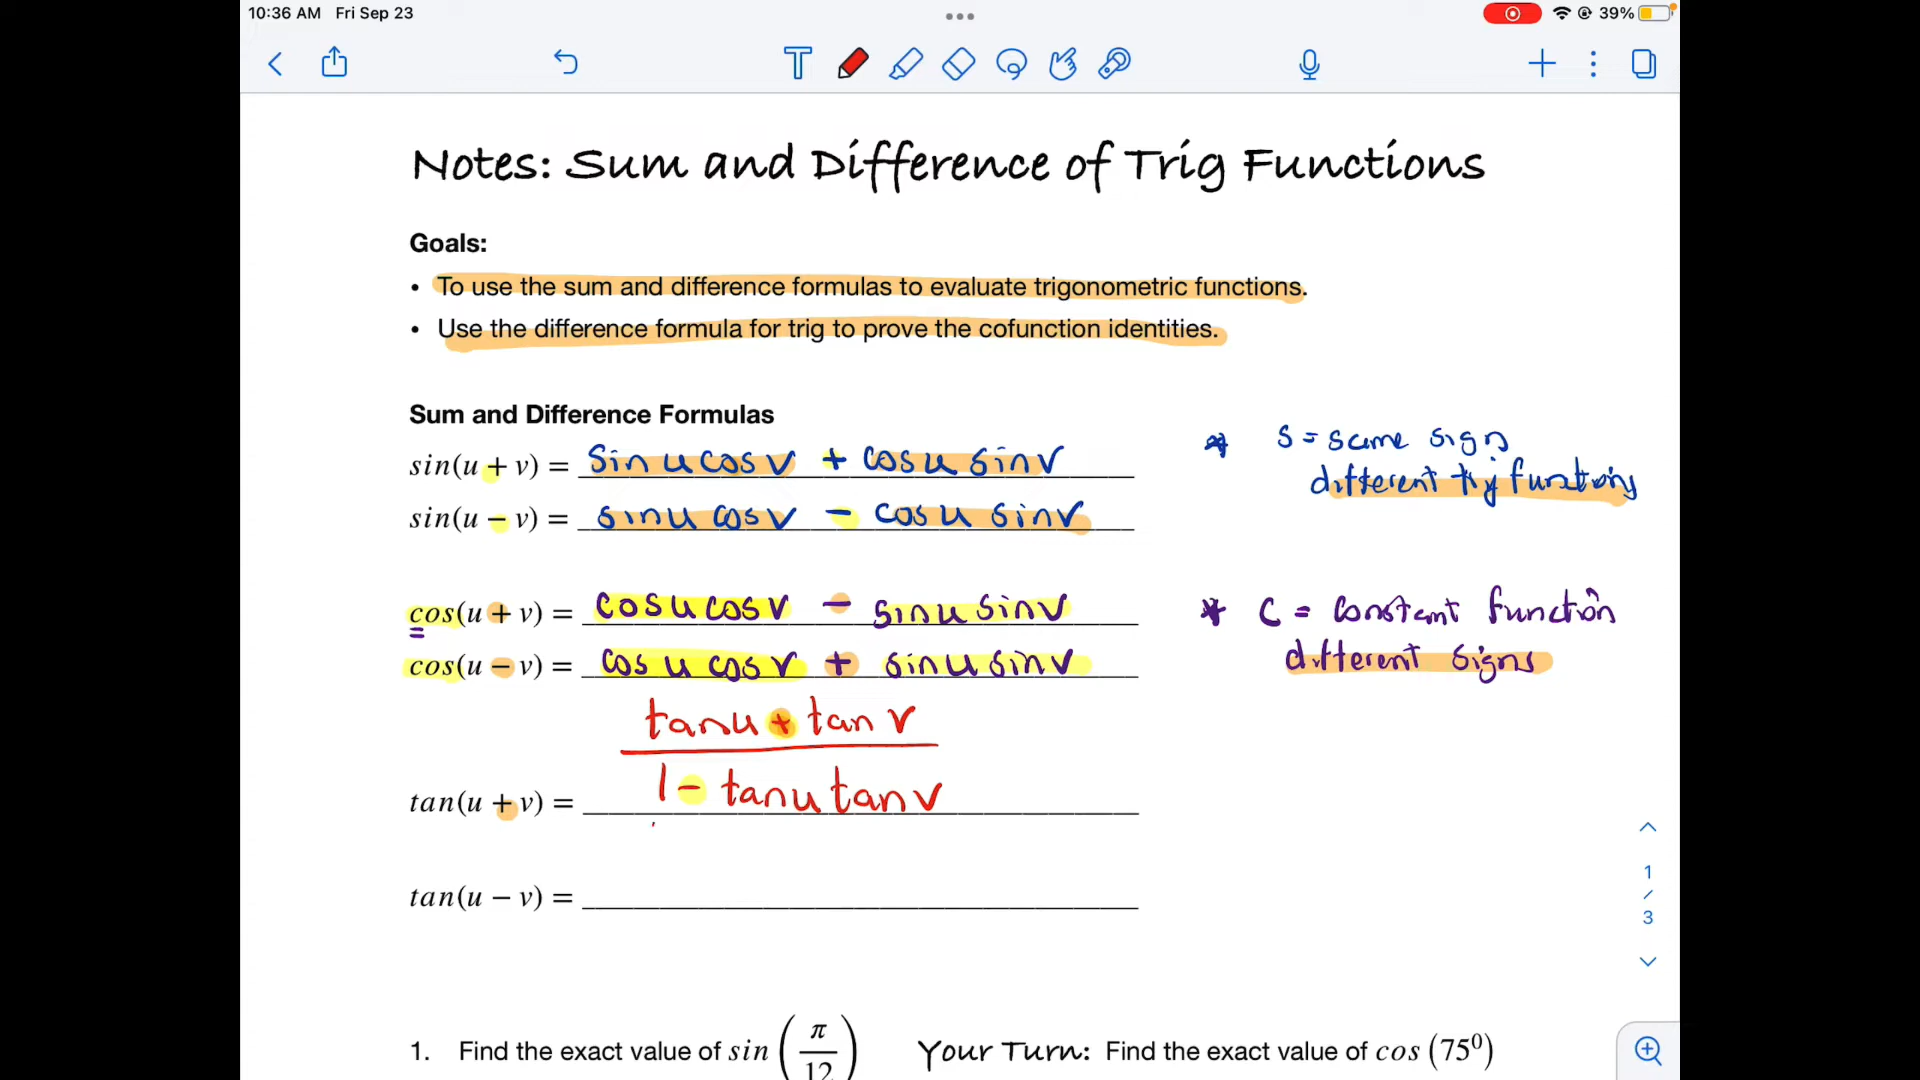 10:36 AM Fri Sep 23
39%
Notes: Sum and Difference of Trig Functions
Goals:
• To use the sum and difference formulas to evaluate trigonometric functions.
• Use the difference formula for trig to prove the cofunction identities.
Sum and Difference Formulas
sin(u + v) = sin u cos v + cos u sin v
* S = same sign
different trig functions
sin(u − v) = sin u cos v − cos u sin v
cos(u + v) = cos u cos v − sin u sin v
* C = constant function
different signs
cos(u − v) = cos u cos v + sin u sin v
tan u + tan v
tan(u + v) = 1 − tan u tan v
tan(u − v) =
1
/
3
1. Find the exact value of sin (π/12) Your Turn: Find the exact value of cos (75⁰)